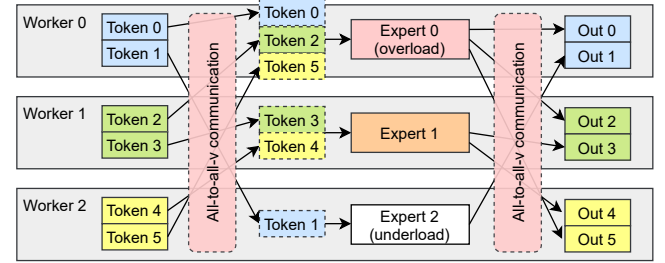 Worker 0
Token 0
Token 1
All-to-all-v communication
Token 0
Token 2
Token 5
Expert 0
(overload)
All-to-all-v communication
Out 0
Out 1
Worker 1
Token 2
Token 3
Token 3
Token 4
Expert 1
Out 2
Out 3
Worker 2
Token 4
Token 5
Token 1
Expert 2
(underload)
Out 4
Out 5